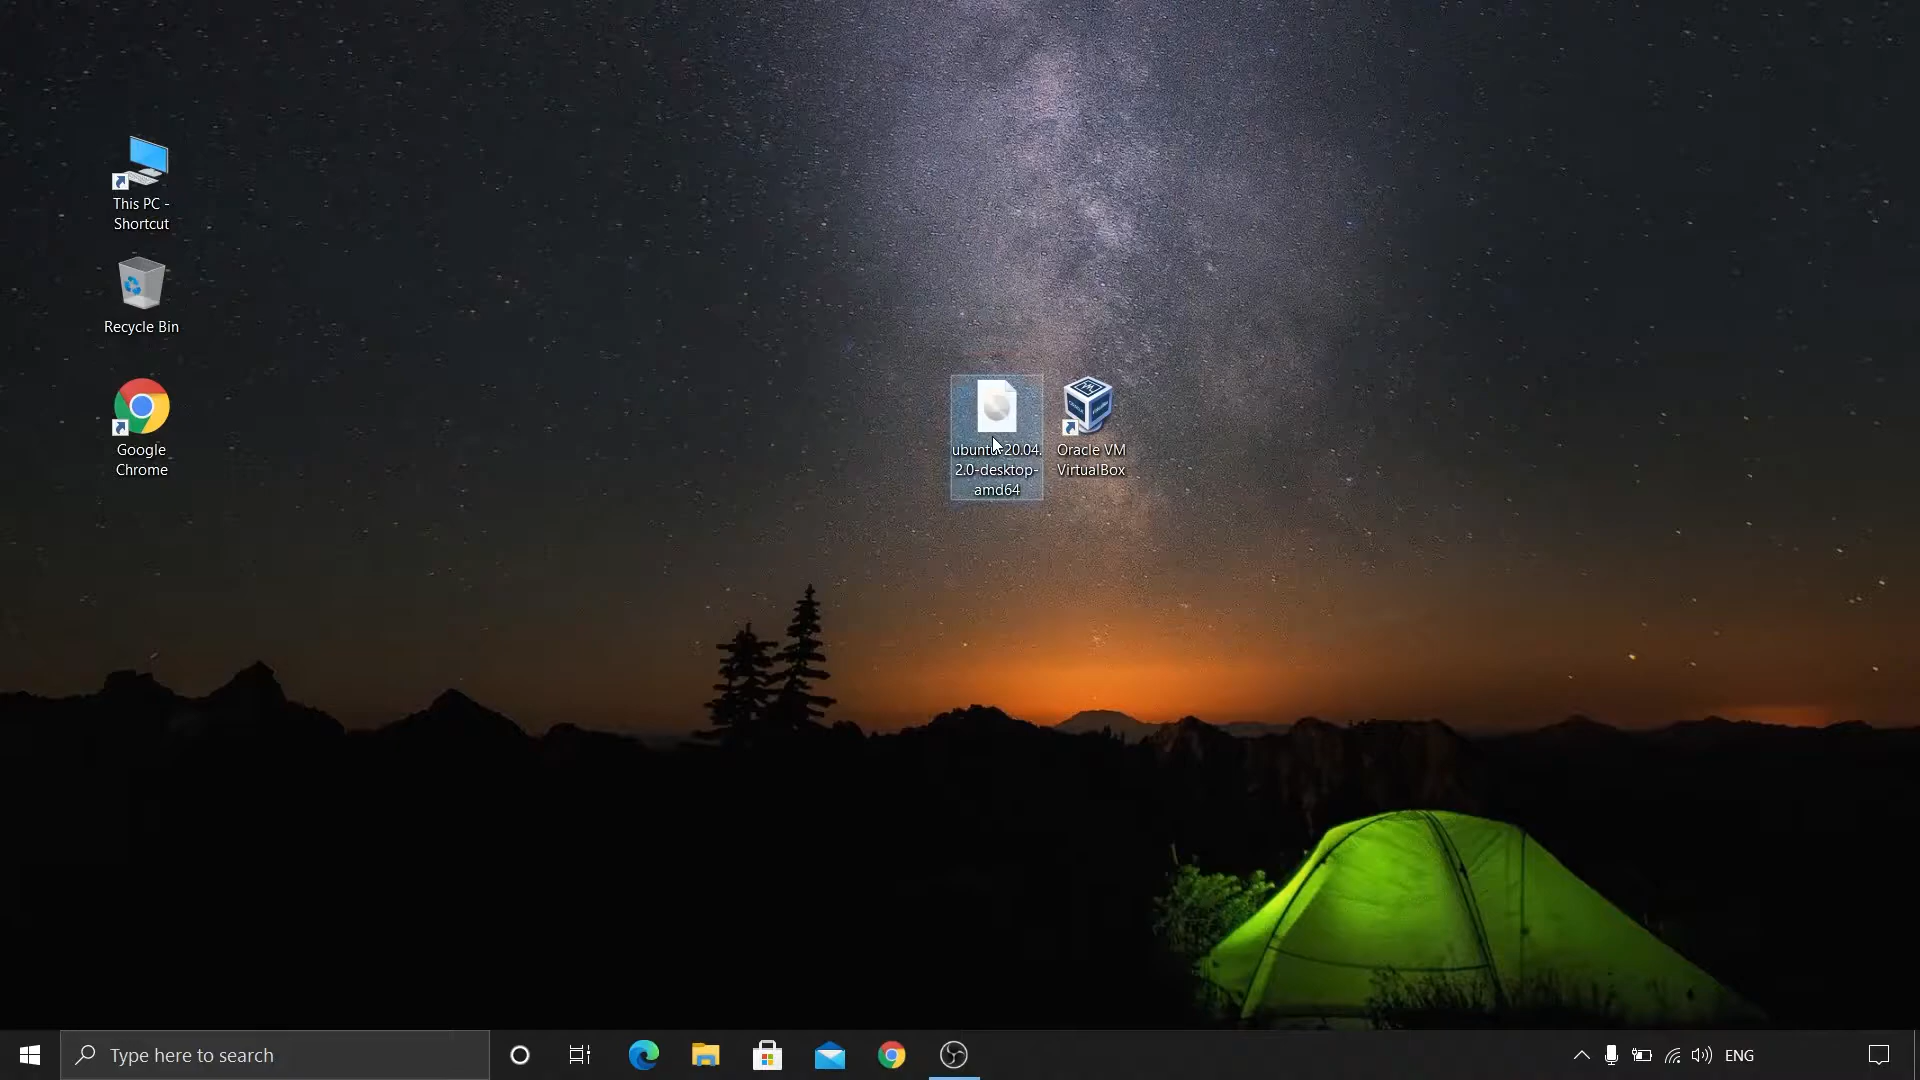 This PC -
Shortcut
Recycle Bin
Google
Chrome
ubuntu-20.04.
2.0-desktop-
amd64
Oracle VM
VirtualBox
Type here to search
ENG